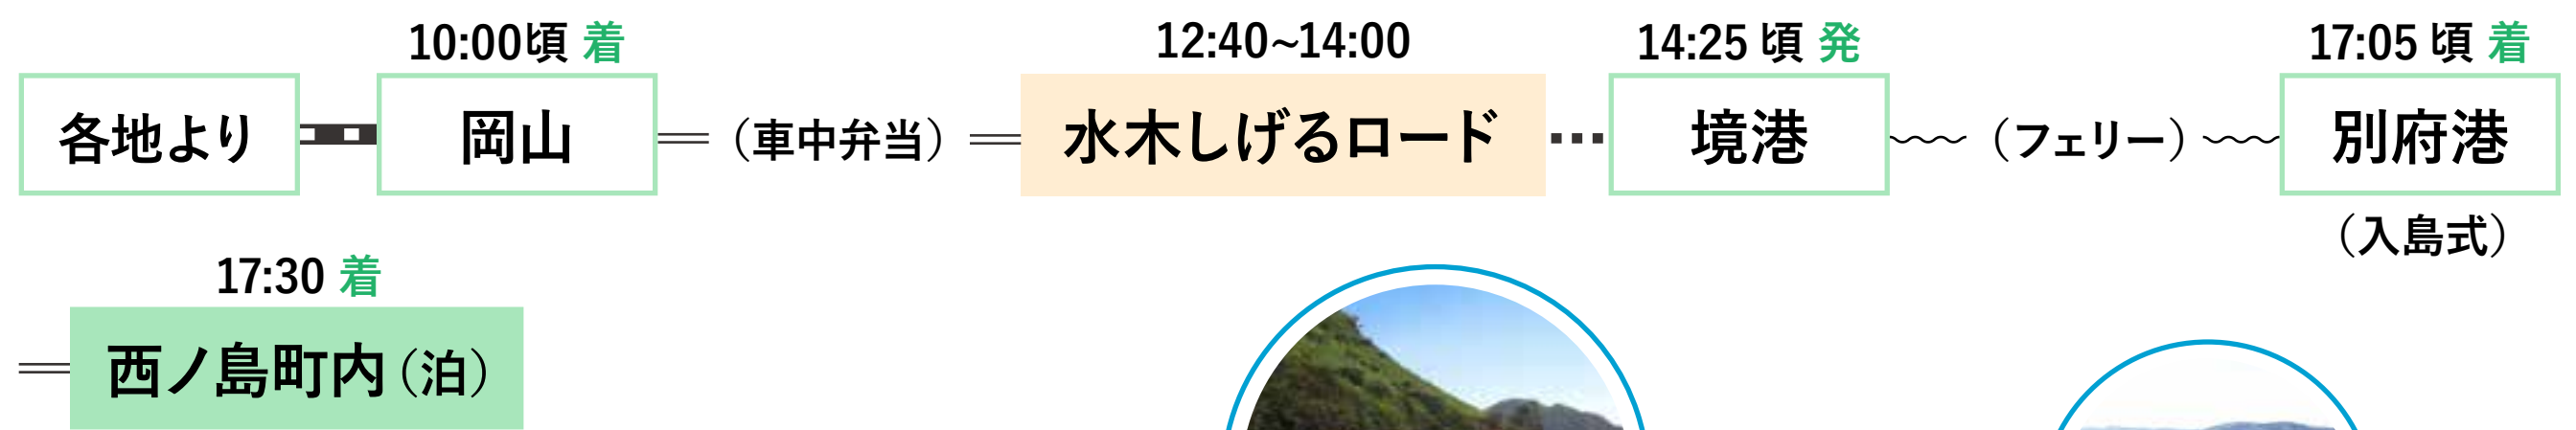 10:00頃 着 12:40~14:00 14:25 頃 発 17:05 頃 着
各地より 岡山 （車中弁当） 水木しげるロード 境港 （フェリー） 別府港
（入島式）
17:30 着
西ノ島町内（泊）